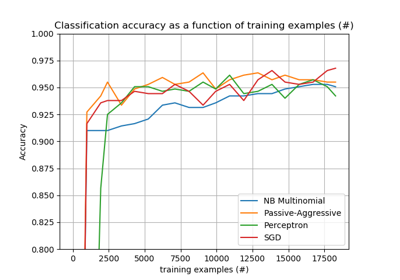 Classification accuracy as a function of training examples (#)
1.000
0.975
0.950
0.925
0.900
0.875
0.850
0.825
0.800
Accuracy
NB Multinomial
Passive-Aggressive
Perceptron
SGD
0 2500 5000 7500 10000 12500 15000 17500
training examples (#)